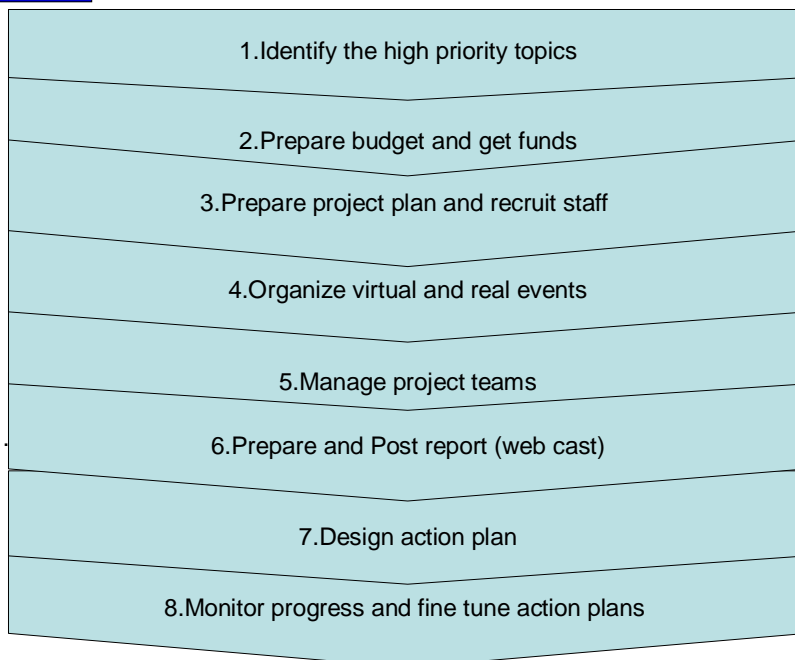 1.Identify the high priority topics
2.Prepare budget and get funds
3.Prepare project plan and recruit staff
4.Organize virtual and real events
5.Manage project teams
6.Prepare and Post report (web cast)
7.Design action plan
8.Monitor progress and fine tune action plans